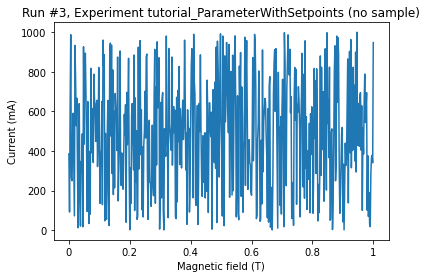 Run #3, Experiment tutorial_ParameterWithSetpoints (no sample)
Current (mA)
1000
800
600
400
200
0
0 0.2 0.4 0.6 0.8 1
Magnetic field (T)